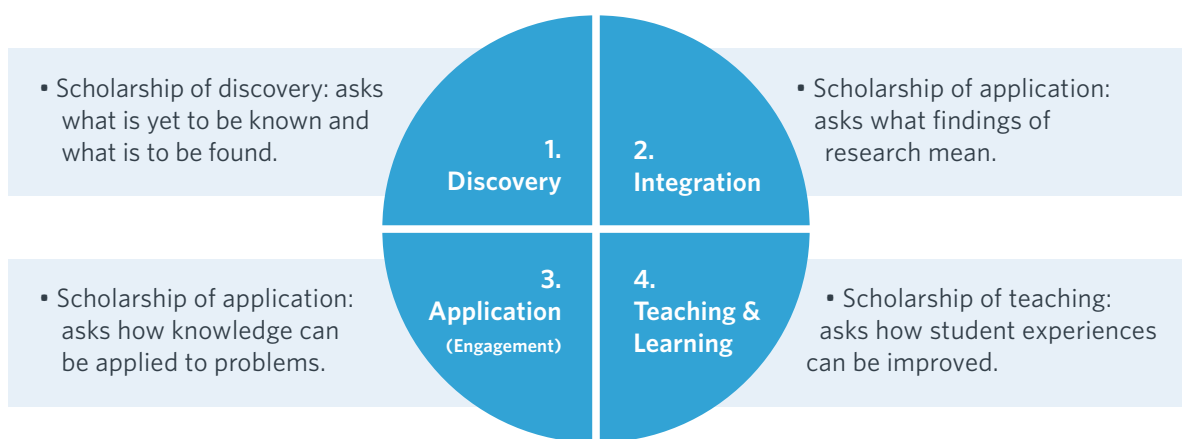 • Scholarship of discovery: asks
what is yet to be known and
what is to be found.
1.
Discovery
2.
Integration
• Scholarship of application:
asks what findings of
research mean.
• Scholarship of application:
asks how knowledge can
be applied to problems.
3.
Application
(Engagement)
4.
Teaching &
Learning
• Scholarship of teaching:
asks how student experiences
can be improved.